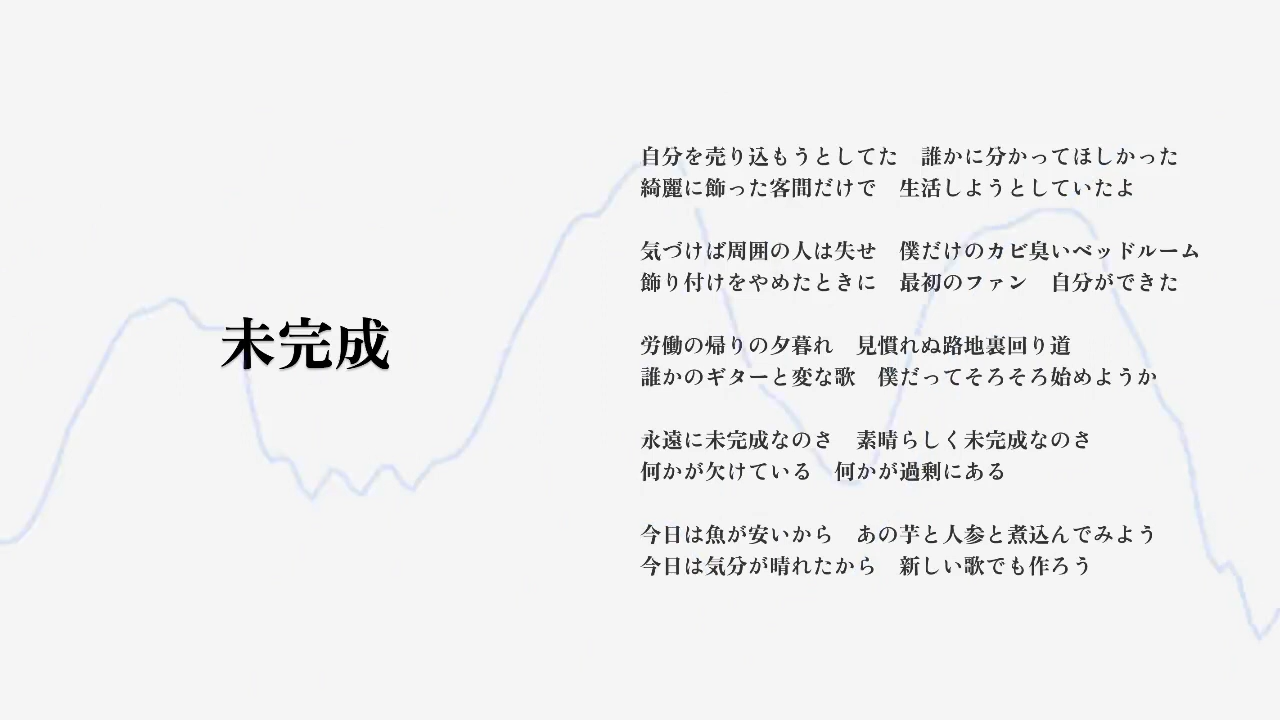 未完成
自分を売り込もうとしてた　誰かに分かってほしかった
綺麗に飾った客間だけで　生活しようとしていたよ
気づけば周囲の人は失せ　僕だけのカビ臭いベッドルーム
飾り付けをやめたときに　最初のファン　自分ができた
労働の帰りの夕暮れ　見慣れぬ路地裏回り道
誰かのギターと変な歌　僕だってそろそろ始めようか
永遠に未完成なのさ　素晴らしく未完成なのさ
何かが欠けている　何かが過剰にある
今日は魚が安いから　あの芋と人参と煮込んでみよう
今日は気分が晴れたから　新しい歌でも作ろう